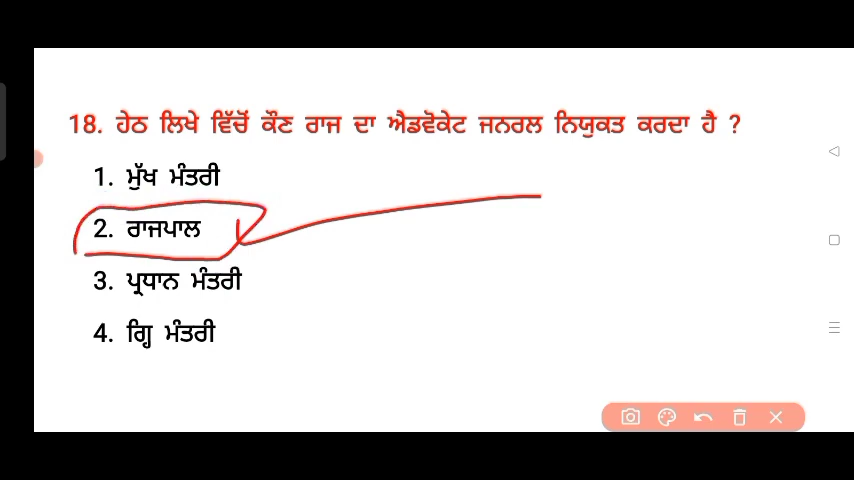 18. ਹੇਠ ਲਿਖੇ ਵਿੱਚੋਂ ਕੌਣ ਰਾਜ ਦਾ ਐਡਵੋਕੇਟ ਜਨਰਲ ਨਿਯੁਕਤ ਕਰਦਾ ਹੈ ?
1. ਮੁੱਖ ਮੰਤਰੀ
2. ਰਾਜਪਾਲ
3. ਪ੍ਰਧਾਨ ਮੰਤਰੀ
4. ਗ੍ਰਿ ਮੰਤਰੀ